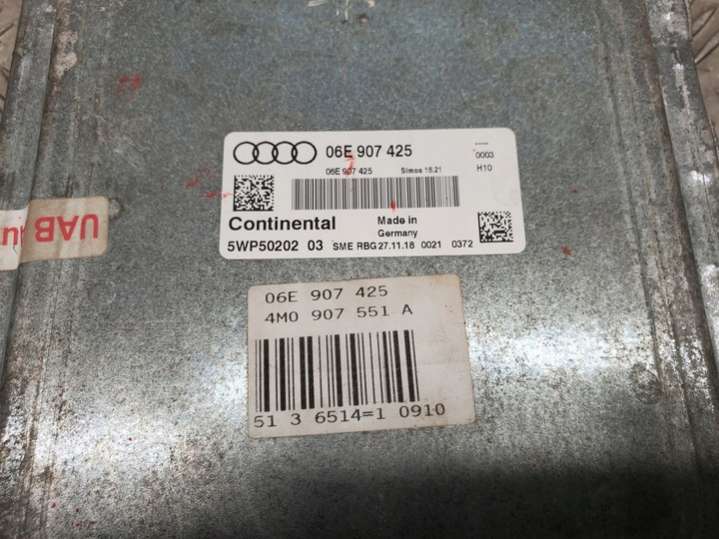 06E 907 425
0003
06E 907 425 Simos 18.21
H10
Continental Made in
Germany
5WP50202 03 SME RBG 27.11.18 0021 0372
UAB
06E 907 425
4M0 907 551 A
51 3 6514=1 0910